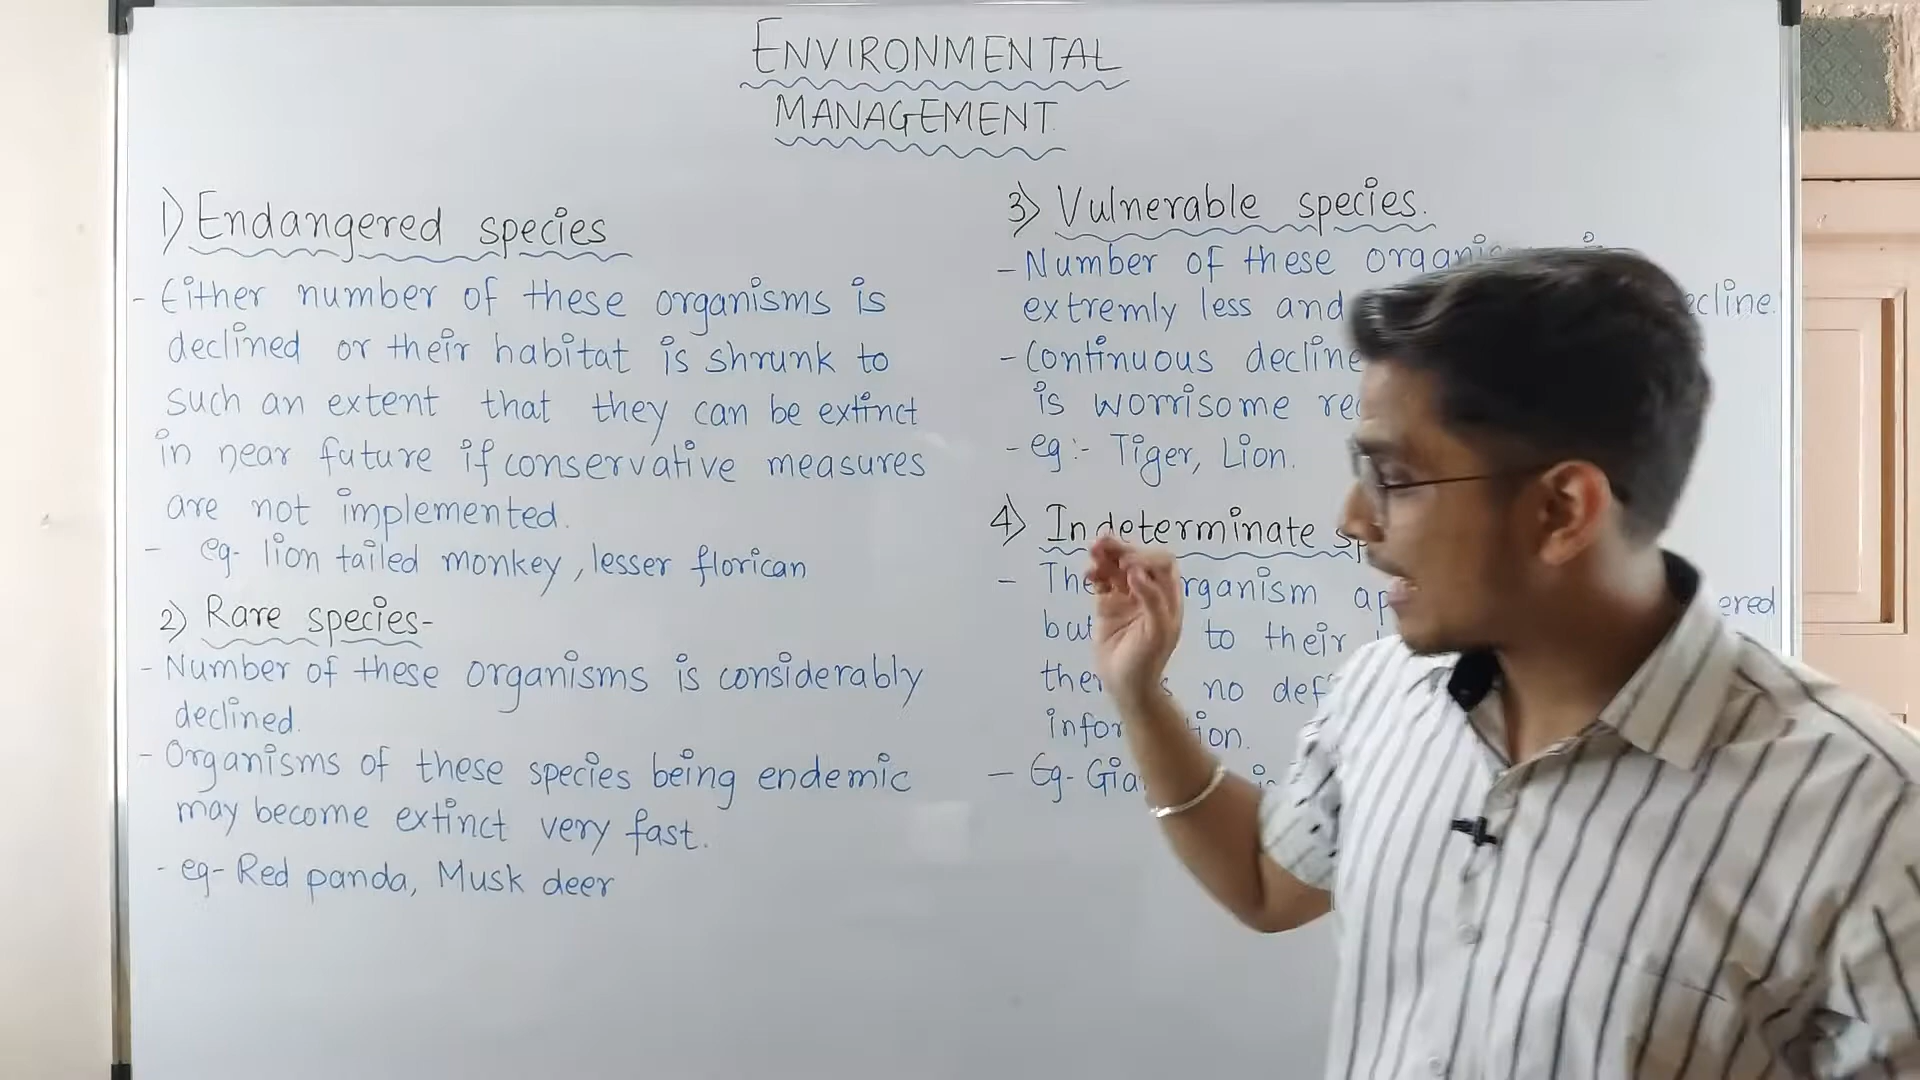 ENVIRONMENTAL
MANAGEMENT
1) Endangered species
- Either number of these organisms is
declined or their habitat is shrunk to
such an extent that they can be extinct
in near future if conservative measures
are not implemented.
- eg- lion tailed monkey, lesser florican
2) Rare species-
- Number of these organisms is considerably
declined.
- Organisms of these species being endemic
may become extinct very fast.
- eg- Red panda, Musk deer
3) Vulnerable species.
- Number of these
extremly less and
- Continuous decline
is worrisome
- eg:- Tiger, Lion.
4) Indeterminate
organism
but to their
no
- Eg-